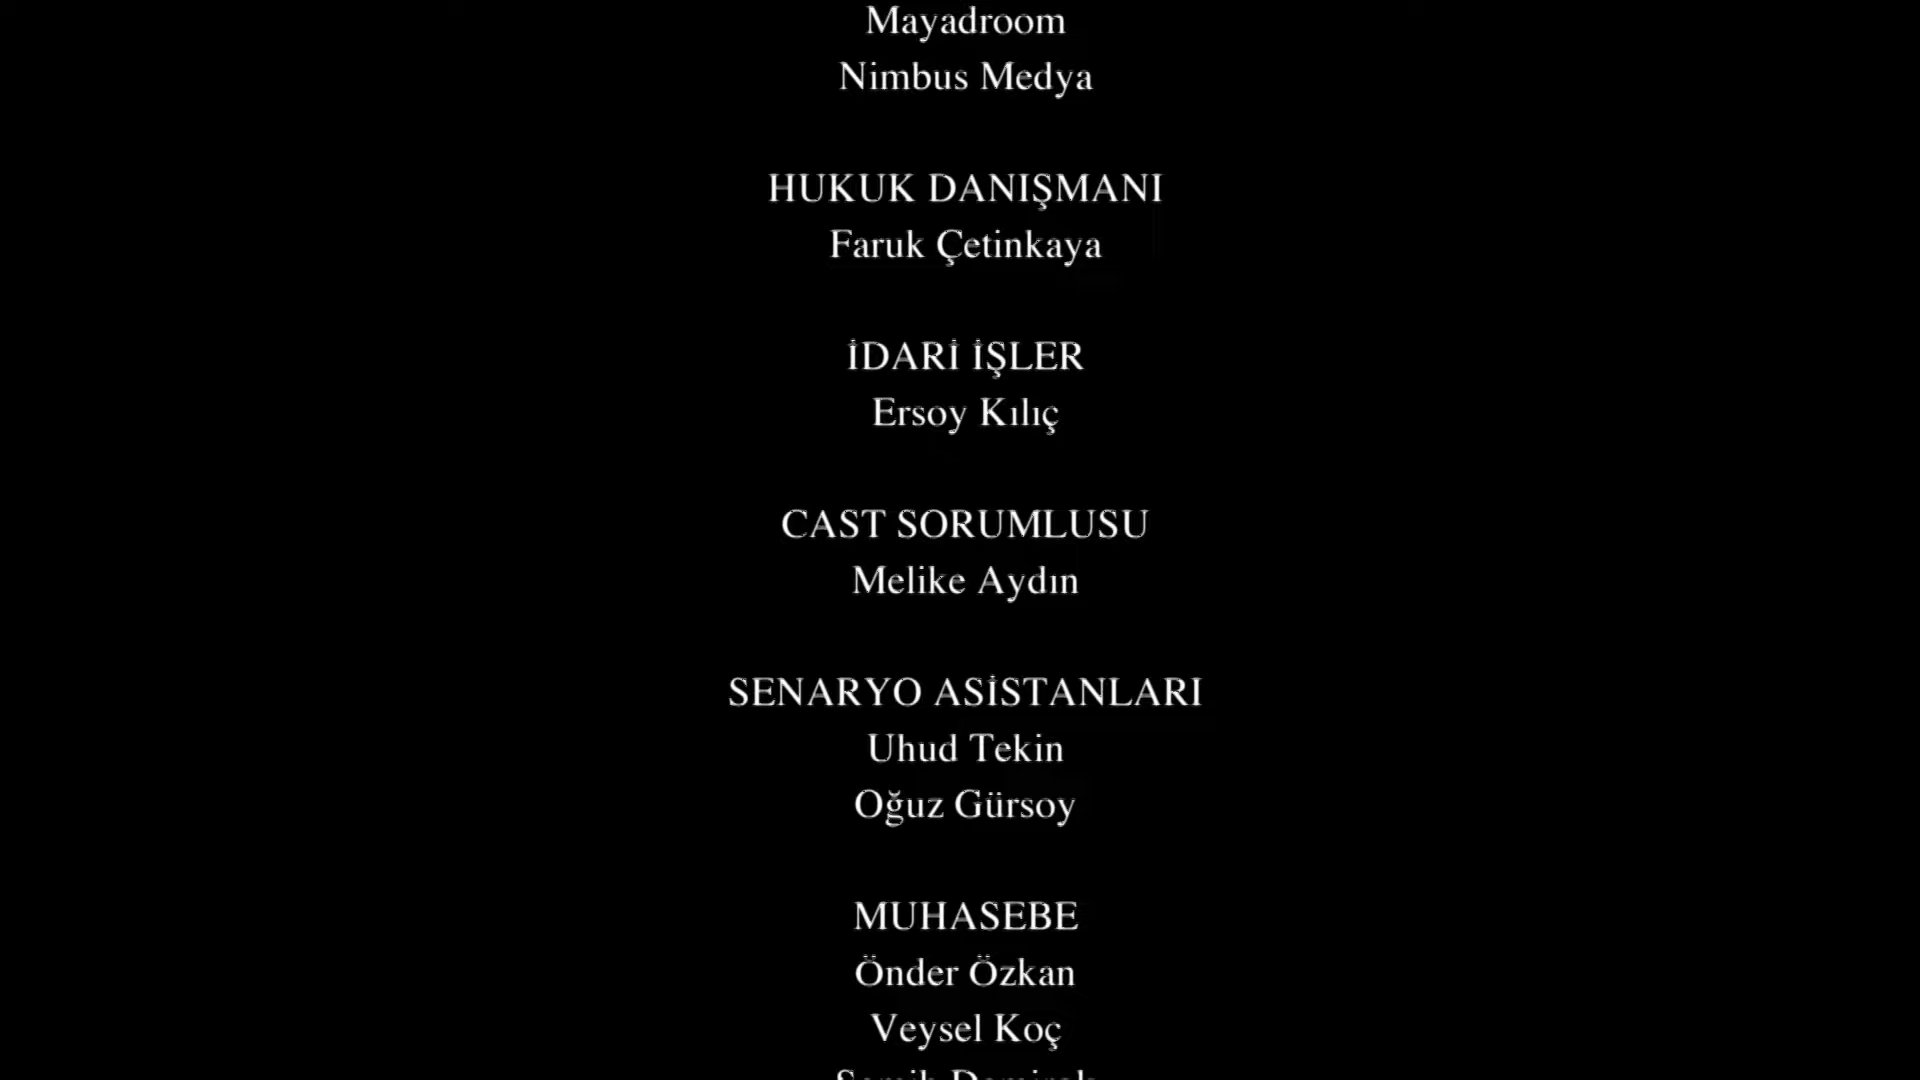 Mayadroom
Nimbus Medya
HUKUK DANIŞMANI
Faruk Çetinkaya
İDARİ İŞLER
Ersoy Kılıç
CAST SORUMLUSU
Melike Aydın
SENARYO ASİSTANLARI
Uhud Tekin
Oğuz Gürsoy
MUHASEBE
Önder Özkan
Veysel Koç